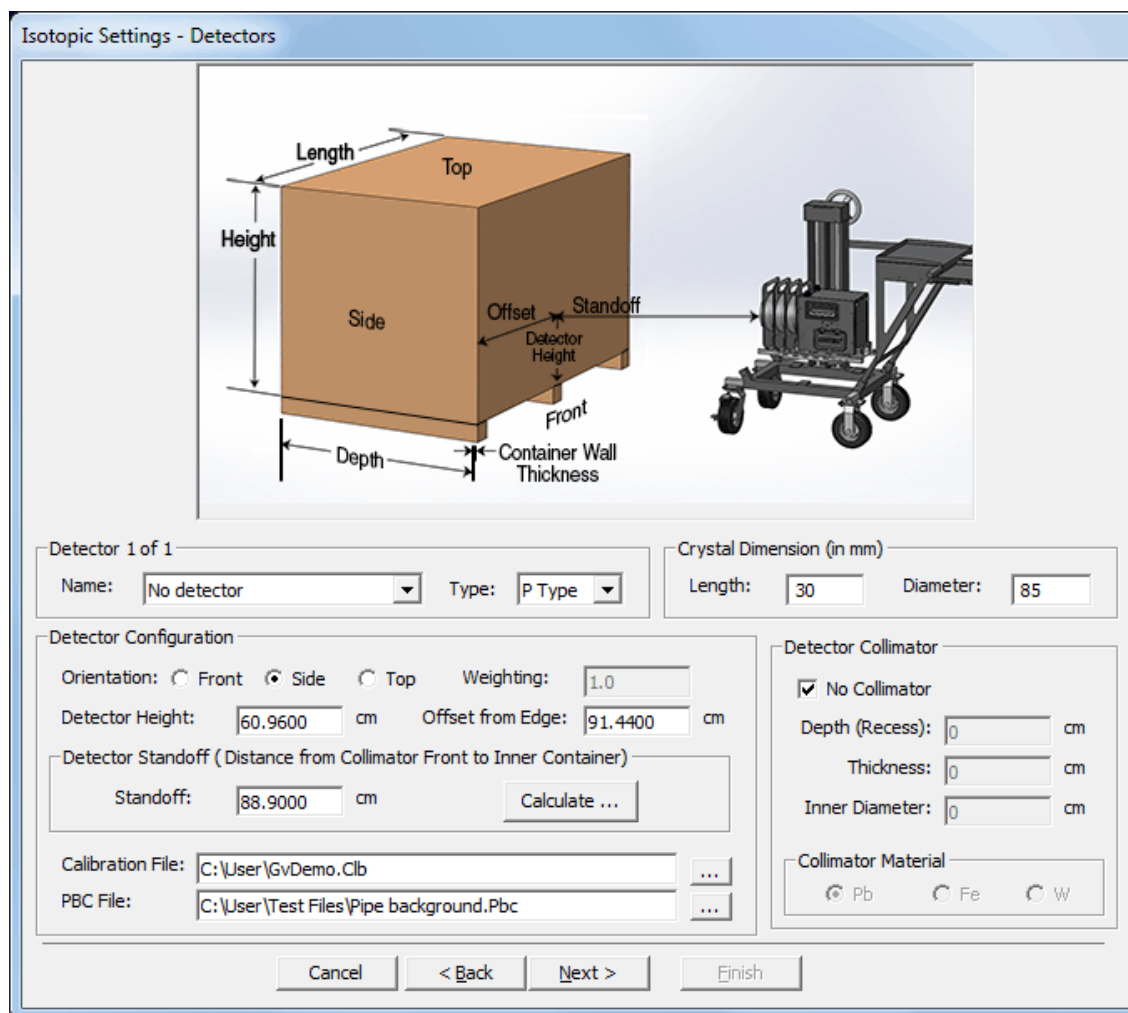 Isotopic Settings - Detectors
Length
Top
Height
Side
Offset
Standoff
Detector
Height
Front
Depth
Container Wall
Thickness
Detector 1 of 1
Name: No detector Type: P Type
Crystal Dimension (in mm)
Length: 30 Diameter: 85
Detector Configuration
Orientation: Front Side Top Weighting: 1.0
Detector Height: 60.9600 cm Offset from Edge: 91.4400 cm
Detector Standoff ( Distance from Collimator Front to Inner Container)
Standoff: 88.9000 cm Calculate ...
Calibration File: C:\User\GvDemo.Clb ...
PBC File: C:\User\Test Files\Pipe background.Pbc ...
Detector Collimator
No Collimator
Depth (Recess): 0 cm
Thickness: 0 cm
Inner Diameter: 0 cm
Collimator Material
Pb Fe W
Cancel < Back Next > Finish